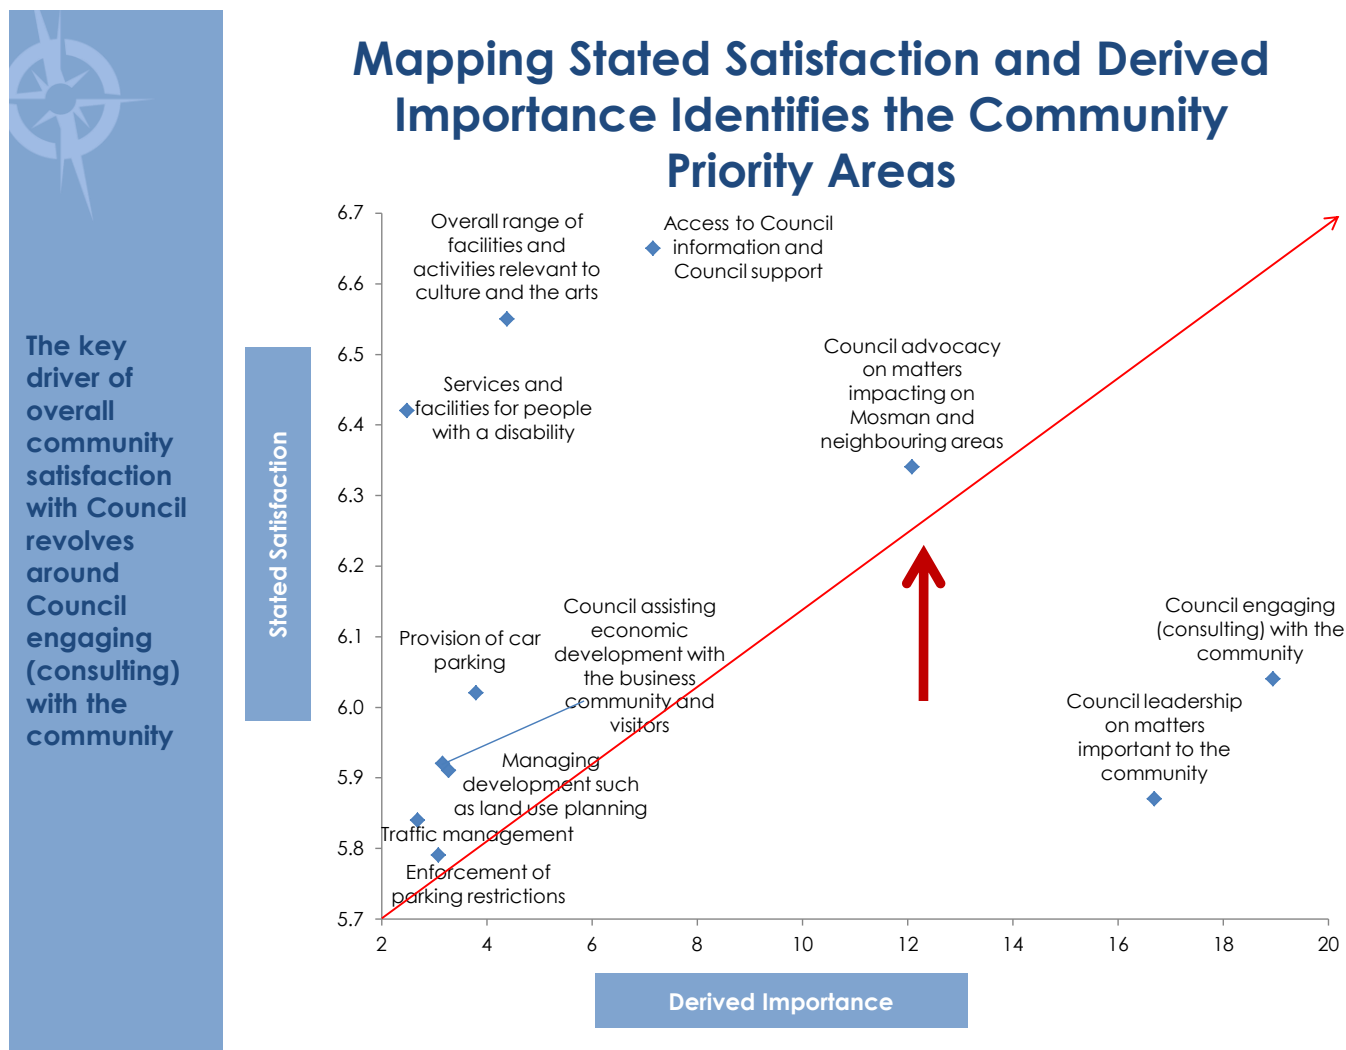 Mapping Stated Satisfaction and Derived
Importance Identifies the Community
Priority Areas
The key
driver of
overall
community
satisfaction
with Council
revolves
around
Council
engaging
(consulting)
with the
community
Stated Satisfaction
6.7
6.6
6.5
6.4
6.3
6.2
6.1
6.0
5.9
5.8
5.7
Overall range of
facilities and
activities relevant to
culture and the arts
Access to Council
information and
Council support
Services and
facilities for people
with a disability
Council advocacy
on matters
impacting on
Mosman and
neighbouring areas
Provision of car
parking
Council assisting
economic
development with
the business
community and
visitors
Council engaging
(consulting) with the
community
Council leadership
on matters
important to the
community
Managing
development such
as land use planning
Traffic management
Enforcement of
parking restrictions
2
4
6
8
10
12
14
16
18
20
Derived Importance